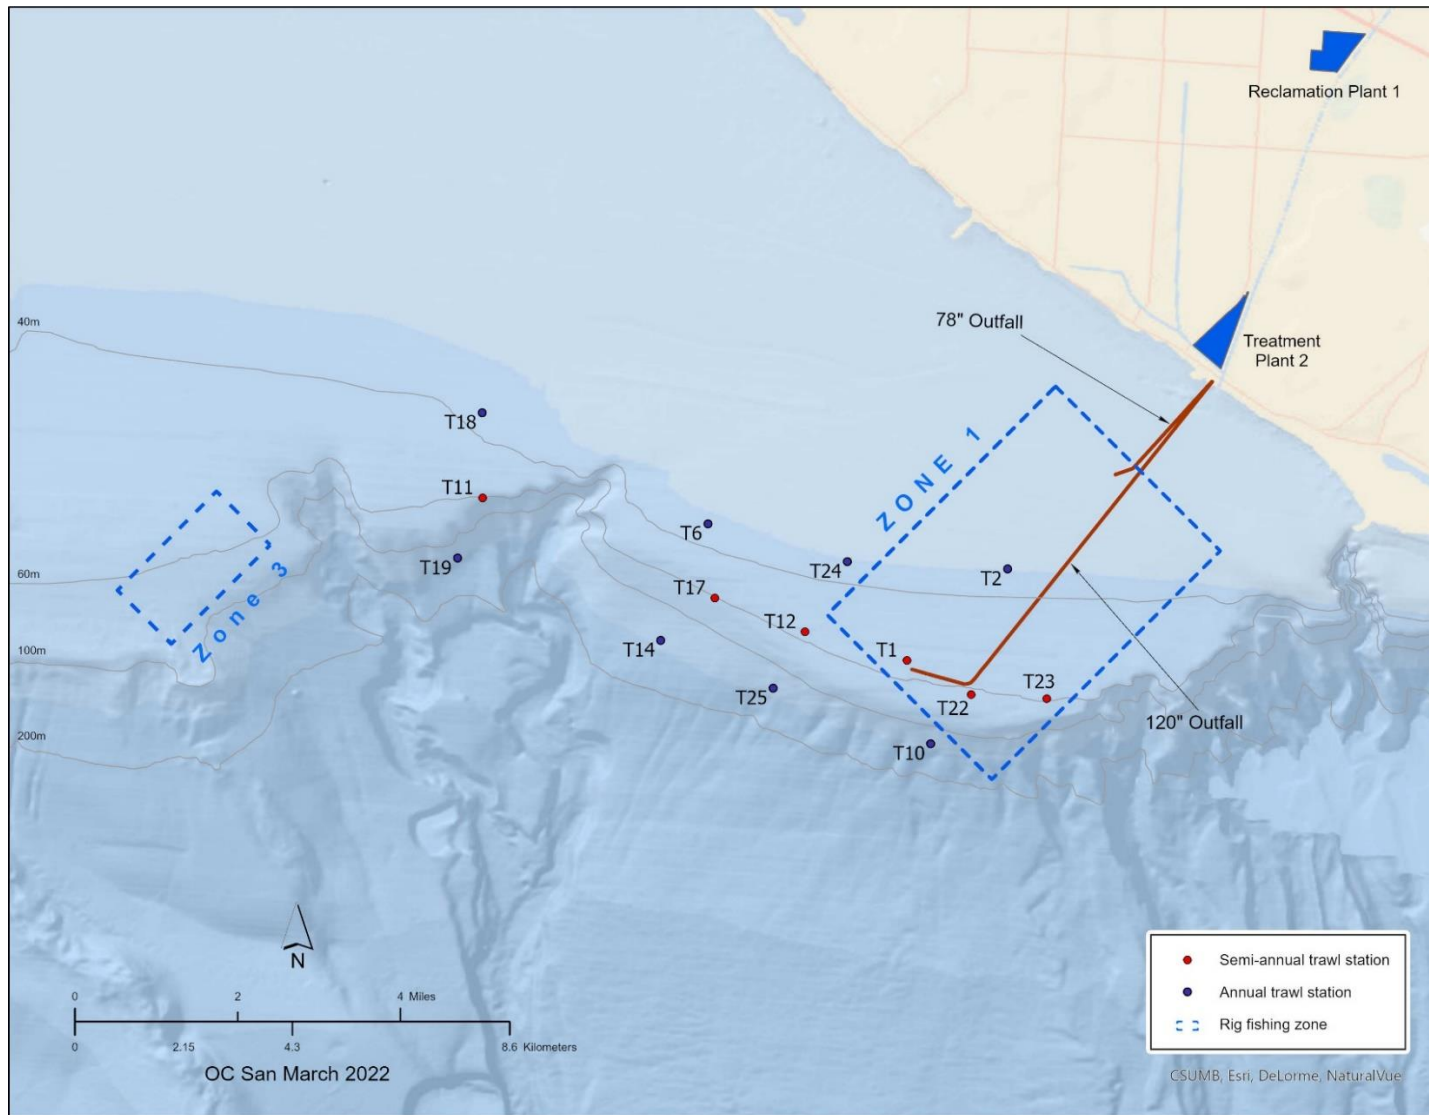 Reclamation Plant 1
40m
78" Outfall
Treatment
Plant 2
T18
ZONE 1
T11
T6
T19
T24
T2
60m
Zone 3
T17
T12
T14
T1
100m
T25
T23
T22
120" Outfall
200m
T10
N
0 2 4 Miles
0 2.15 4.3 8.6 Kilometers
OC San March 2022
Semi-annual trawl station
Annual trawl station
Rig fishing zone
CSUMB, Esri, DeLorme, NaturalVue